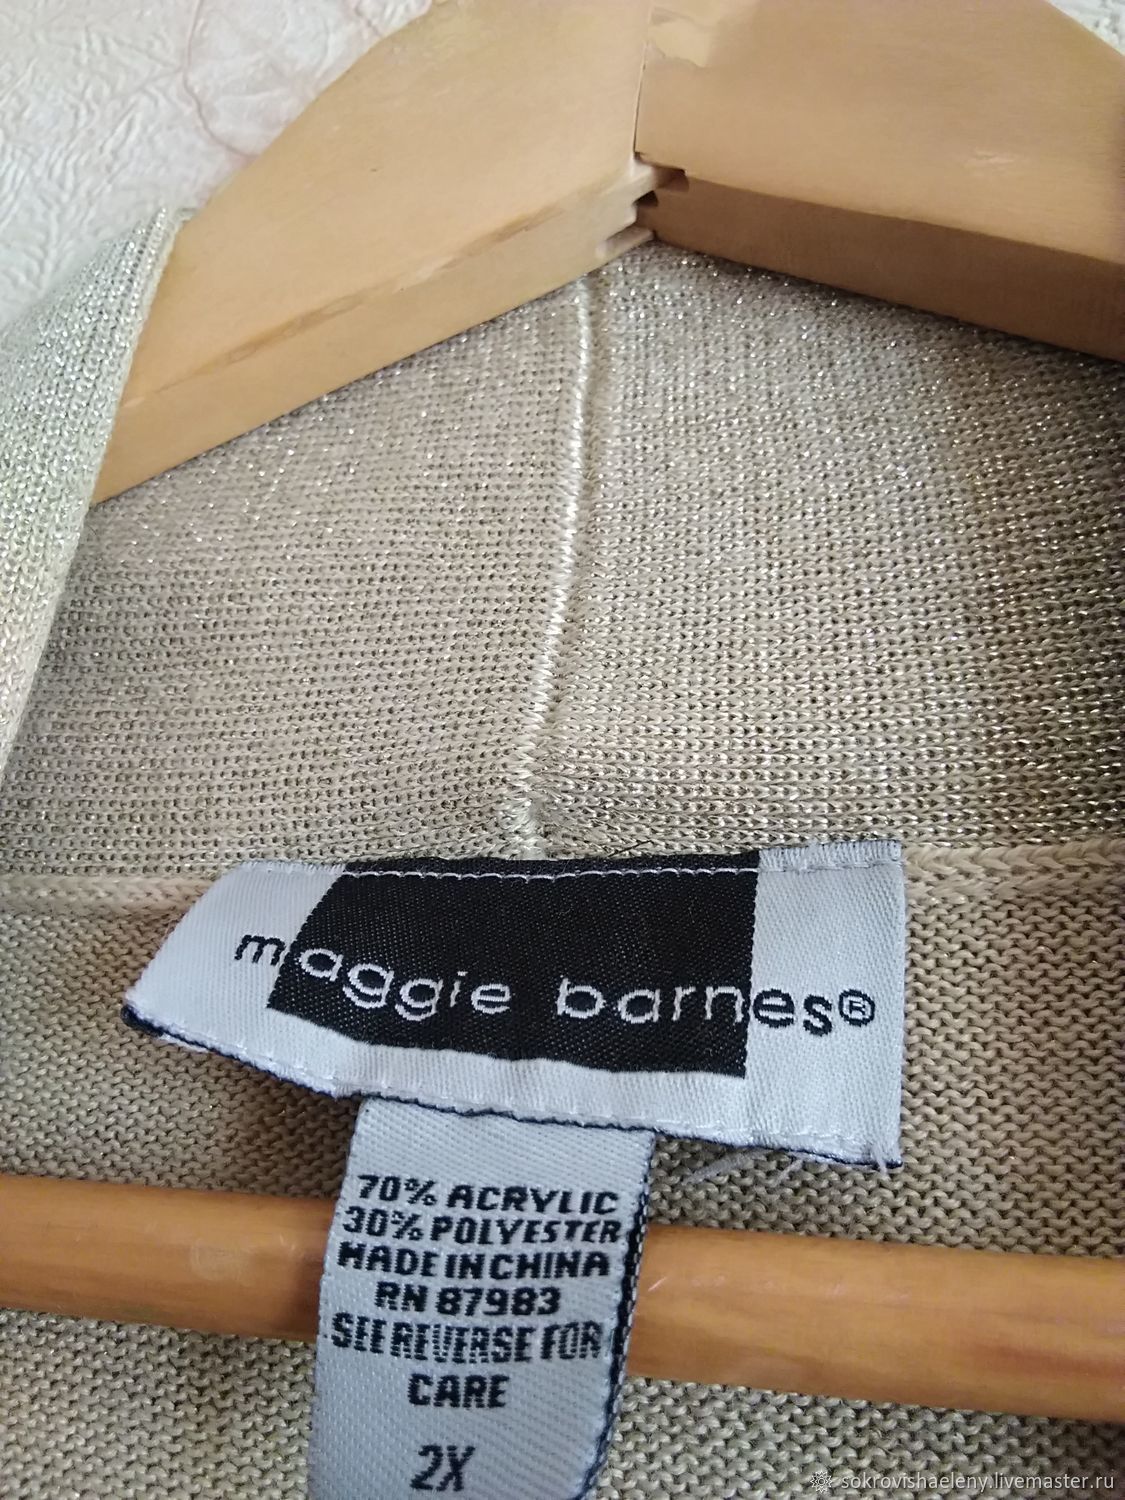 maggie barnes®
70% ACRYLIC
30% POLYESTER
MADE IN CHINA
RN 87983
SEE REVERSE FOR
CARE
2X
sokrovishaeleny.livemaster.ru